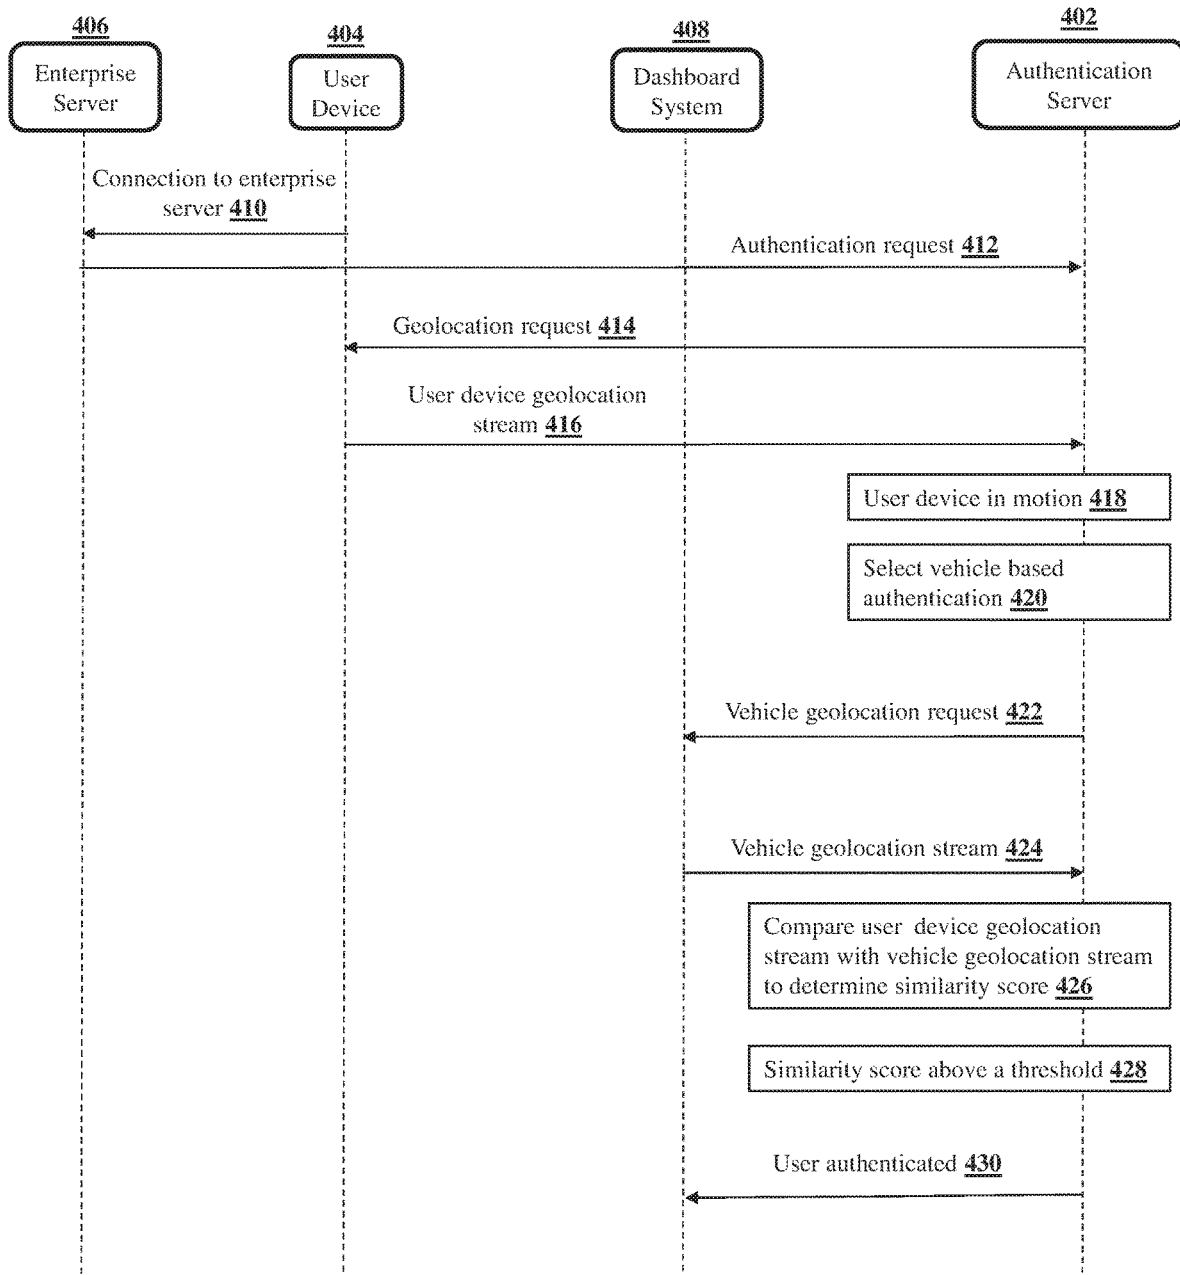 406
404
408
402
Enterprise
Server
User
Device
Dashboard
System
Authentication
Server
Connection to enterprise
server 410
Authentication request 412
Geolocation request 414
User device geolocation
stream 416
User device in motion 418
Select vehicle based
authentication 420
Vehicle geolocation request 422
Vehicle geolocation stream 424
Compare user device geolocation
stream with vehicle geolocation stream
to determine similarity score 426
Similarity score above a threshold 428
User authenticated 430